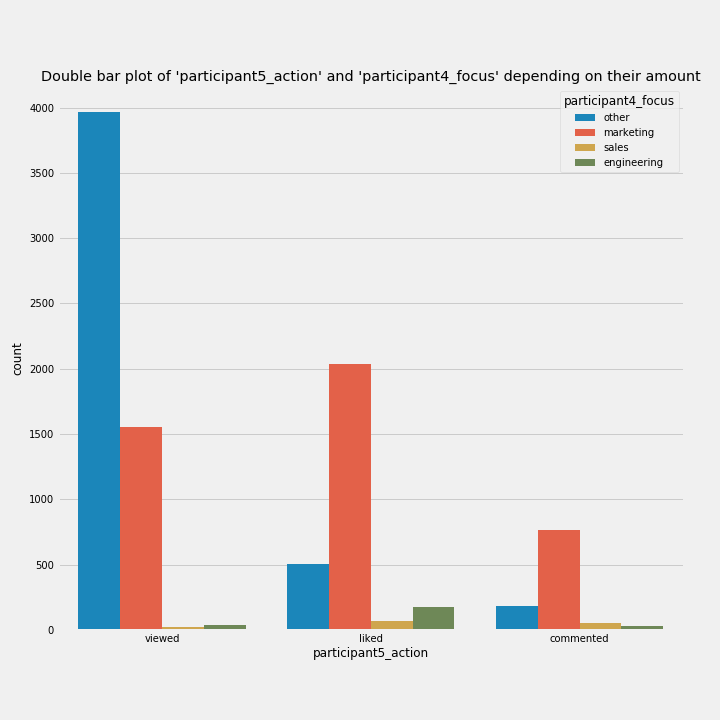 Double bar plot of 'participant5_action' and 'participant4_focus' depending on their amount
participant4_focus
other
marketing
sales
engineering
4000
3500
3000
2500
2000
1500
1000
500
0
count
viewed
liked
commented
participant5_action